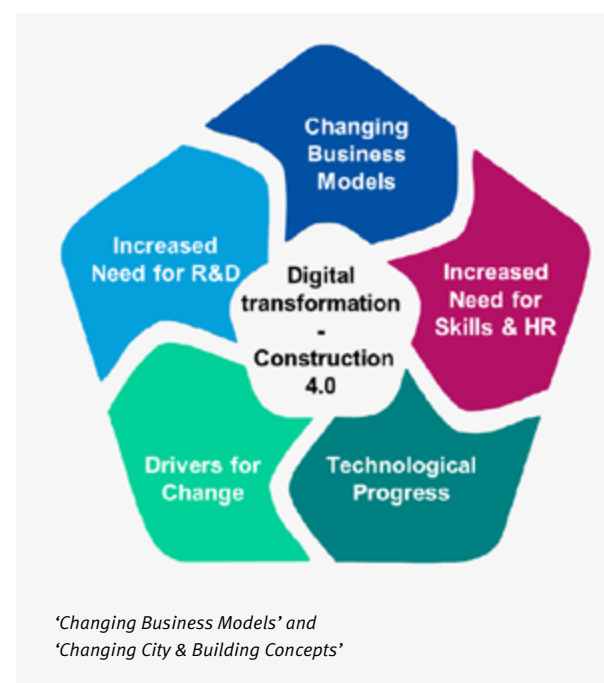 Changing
Business
Models
Increased
Need for R&D
Increased
Need for
Skills & HR
Digital
transformation
-
Construction
4.0
Drivers for
Change
Technological
Progress
‘Changing Business Models’ and
‘Changing City & Building Concepts’